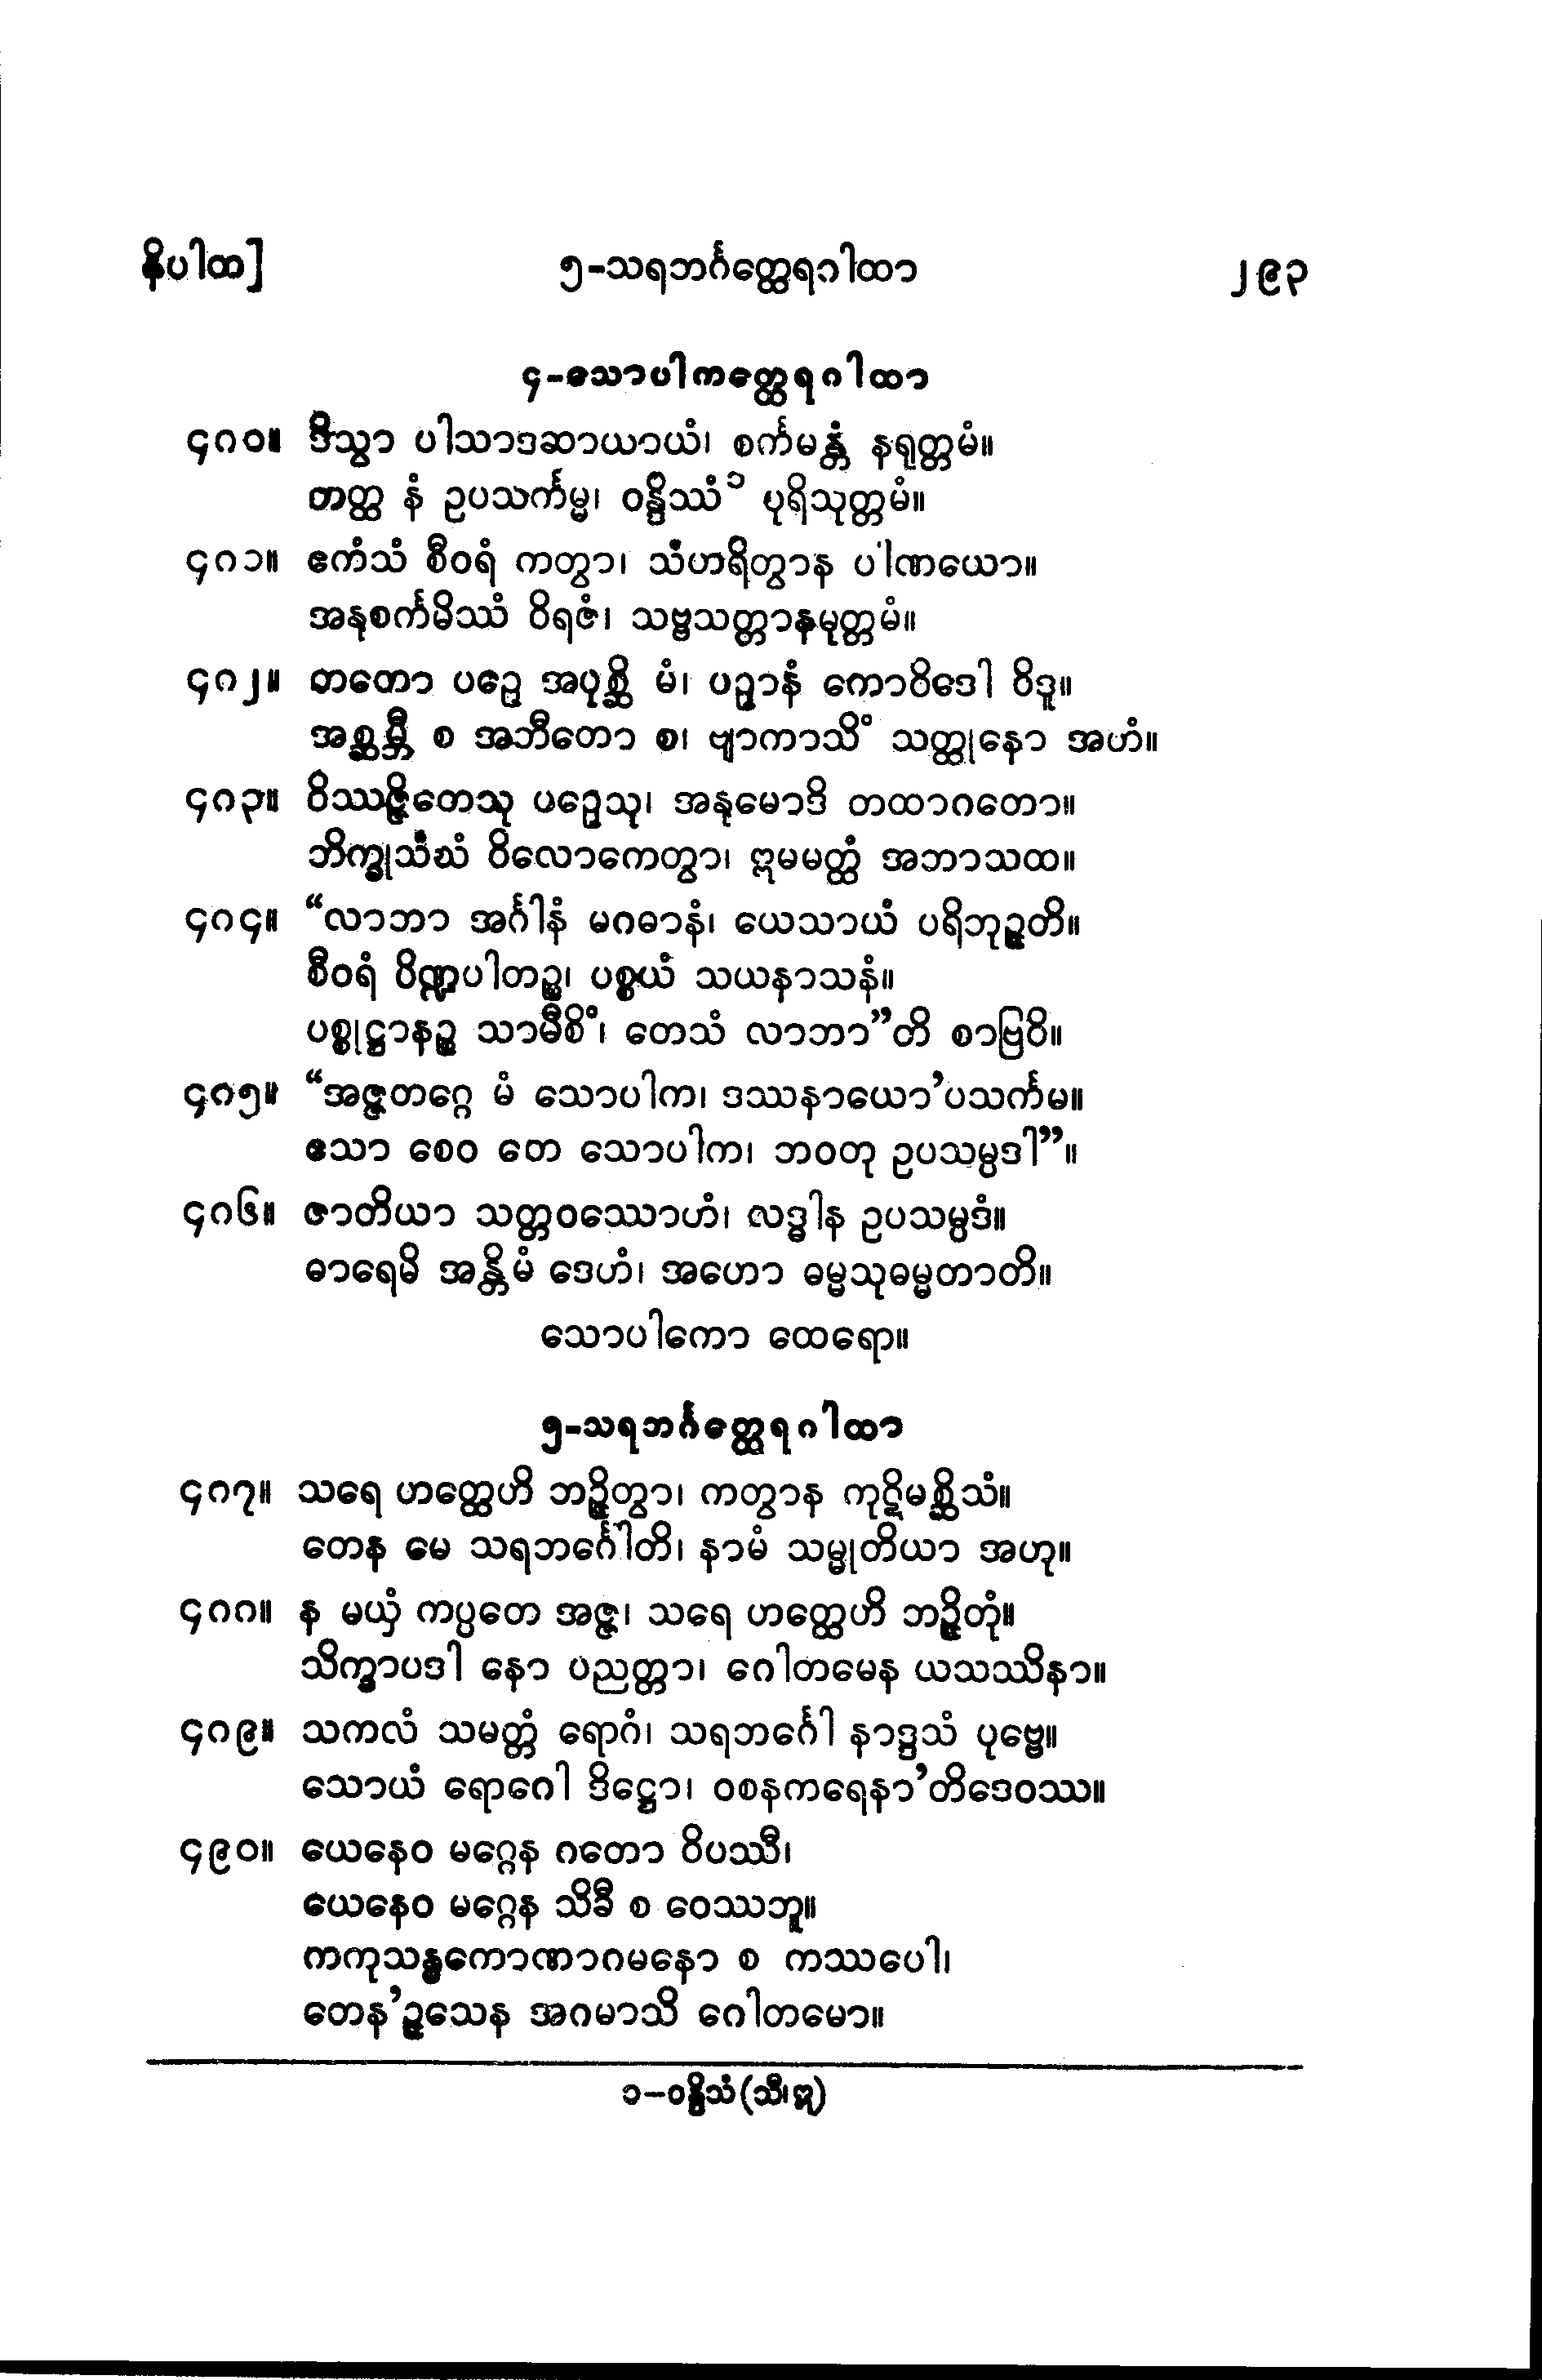 နိပါတ]
၅-သရဘင်္ဂတ္ထေရဂါထာ
၂၉၃
၄-သောပါကတ္ထေရဂါထာ
၄၈၀။ ဒိသွာ ပါသာဒဆာယာယံ၊ စင်္ကမန္တံ နရုတ္တမံ။
တတ္ထ နံ ဥပသင်္ကမ္မ၊ ဝန္ဒိဿံ ၁ ပုရိသုတ္တမံ။
၄၈၁။ ဧကံသံ စီဝရံ ကတွာ၊ သံဟရိတွာန ပါဏယော။
အနုစင်္ကမိဿံ ဝိရဇံ၊ သဗ္ဗသတ္တာနမုတ္တမံ။
၄၈၂။ တတော ပဉှေ အပုစ္ဆိ မံ၊ ပဉှာနံ ကောဝိဒေါ ဝိဒူ။
အစ္ဆမ္ဘီ စ အဘီတော စ၊ ဗျာကာသိံ သတ္ထုနော အဟံ။
၄၈၃။ ဝိဿဇ္ဇိတေသု ပဉှေသု၊ အနုမောဒိ တထာဂတော။
ဘိက္ခုသံဃံ ဝိလောကေတွာ၊ ဣမမတ္ထံ အဘာသထ။
၄၈၄။ “လာဘာ အင်္ဂါနံ မဂဓာနံ၊ ယေသာယံ ပရိဘုဉ္ဇတိ။
စီဝရံ ပိဏ္ဍပါတဉ္စ၊ ပစ္စယံ သယနာသနံ။
ပစ္စုဋ္ဌာနဉ္စ သာမီစိံ၊ တေသံ လာဘာ”တိ စာဗြဝိ။
၄၈၅။ “အဇ္ဇတဂ္ဂေ မံ သောပါက၊ ဒဿနာယော’ပသင်္ကမ။
ဧသာ စေဝ တေ သောပါက၊ ဘဝတု ဥပသမ္ပဒါ”။
၄၈၆။ ဇာတိယာ သတ္တဝဿောဟံ၊ လဒ္ဓါန ဥပသမ္ပဒံ။
ဓာရေမိ အန္တိမံ ဒေဟံ၊ အဟော ဓမ္မသုဓမ္မတာတိ။
သောပါကော ထေရော။
၅-သရဘင်္ဂတ္ထေရဂါထာ
၄၈၇။ သရေ ဟတ္ထေဟိ ဘဉ္ဇိတွာ၊ ကတွာန ကုဋိမစ္ဆိသံ။
တေန မေ သရဘင်္ဂေါတိ၊ နာမံ သမ္မုတိယာ အဟု။
၄၈၈။ န မယှံ ကပ္ပတေ အဇ္ဇ၊ သရေ ဟတ္ထေဟိ ဘဉ္ဇိတုံ။
သိက္ခာပဒါ နော ပညတ္တာ၊ ဂေါတမေန ယသဿိနာ။
၄၈၉။ သကလံ သမတ္တံ ရောဂံ၊ သရဘင်္ဂေါ နာဒ္ဒသံ ပုဗ္ဗေ။
သောယံ ရောဂေါ ဒိဋ္ဌော၊ ဝစနကရေနာ’တိဒေဝဿ။
၄၉၀။ ယေနေဝ မဂ္ဂေန ဂတော ဝိပဿီ၊
ယေနေဝ မဂ္ဂေန သိခီ စ ဝေဿဘူ။
ကကုသန္ဓကောဏာဂမနော စ ကဿပေါ၊
တေန’ဉ္ဇသေန အဂမာသိ ဂေါတမော။
၁-ဝန္ဒိသံ(သီ၊ဣ)